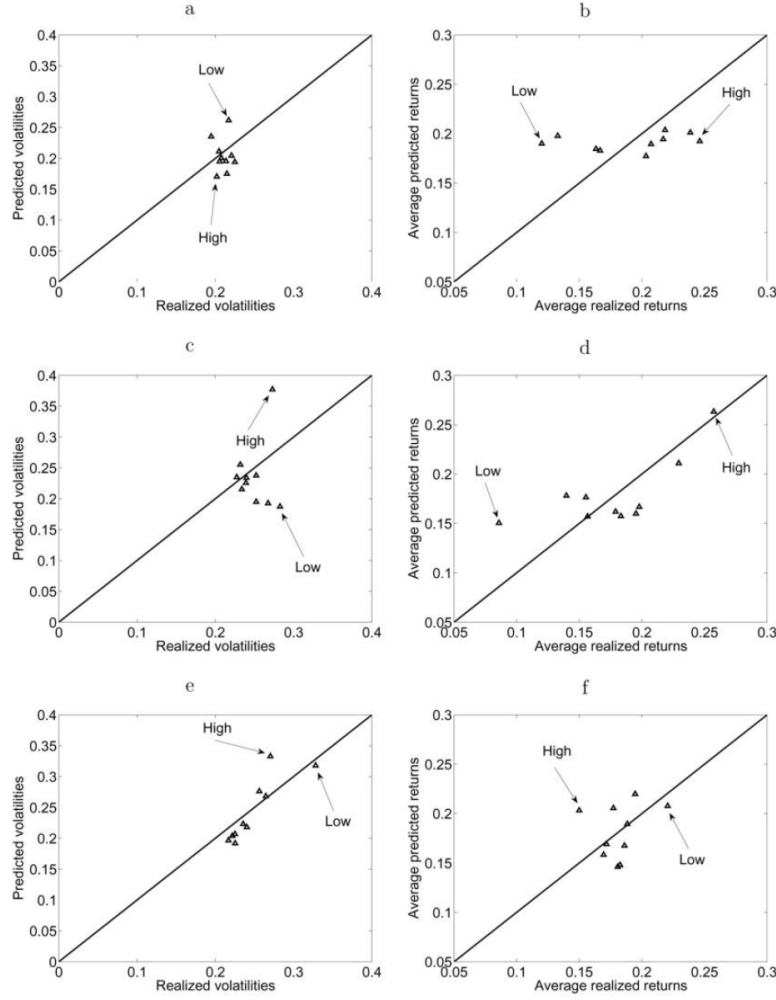 a
0.4
0.35
0.3
0.25
0.2
0.15
0.1
0.05
0
Predicted volatilities
Low
High
0 0.1 0.2 0.3 0.4
Realized volatilities
b
0.3
0.25
0.2
0.15
0.1
0.05
Average predicted returns
Low
High
0.05 0.1 0.15 0.2 0.25 0.3
Average realized returns
c
0.4
0.35
0.3
0.25
0.2
0.15
0.1
0.05
0
Predicted volatilities
High
Low
0 0.1 0.2 0.3 0.4
Realized volatilities
d
0.3
0.25
0.2
0.15
0.1
0.05
Average predicted returns
Low
High
0.05 0.1 0.15 0.2 0.25 0.3
Average realized returns
e
0.4
0.35
0.3
0.25
0.2
0.15
0.1
0.05
0
Predicted volatilities
High
Low
0 0.1 0.2 0.3 0.4
Realized volatilities
f
0.3
0.25
0.2
0.15
0.1
0.05
Average predicted returns
High
Low
0.05 0.1 0.15 0.2 0.25 0.3
Average realized returns